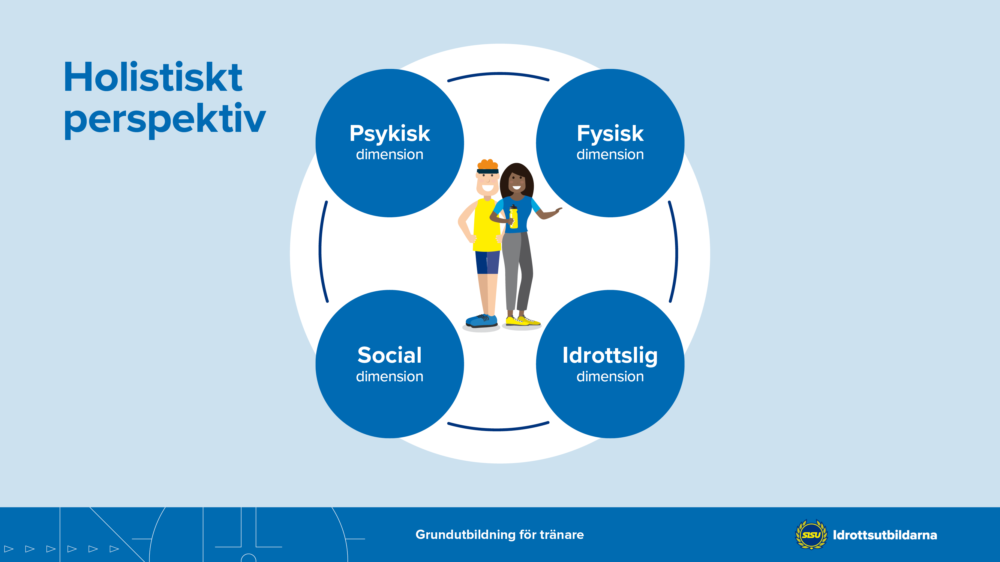 Holistiskt
perspektiv
Psykisk
dimension
Fysisk
dimension
Social
dimension
Idrottslig
dimension
Grundutbildning för tränare
SISU
Idrottsutbildarna